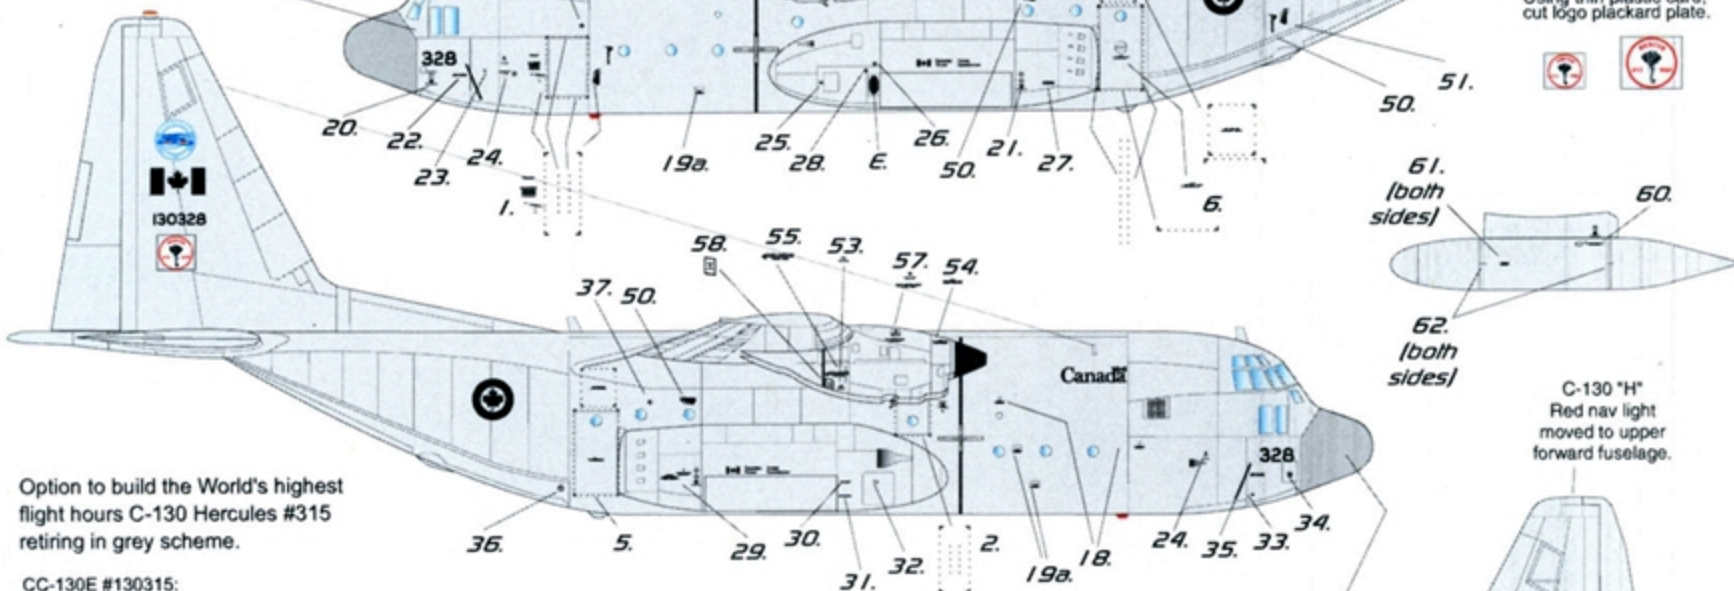 cut logo plackard plate.
328
20.
22.
23.
24.
19a.
25.
28.
E.
26.
50.
21.
27.
50.
51.
1.
6.
130328
61.
(both
sides)
60.
62.
(both
sides)
58.
55.
53.
57.
54.
37.
50.
Canada
328
C-130 "H"
Red nav light
moved to upper
forward fuselage.
Option to build the World's highest
flight hours C-130 Hercules #315
retiring in grey scheme.
36.
5.
29.
30.
31.
32.
2.
19a.
18.
24.
35.
33.
34.
CC-130E #130315: